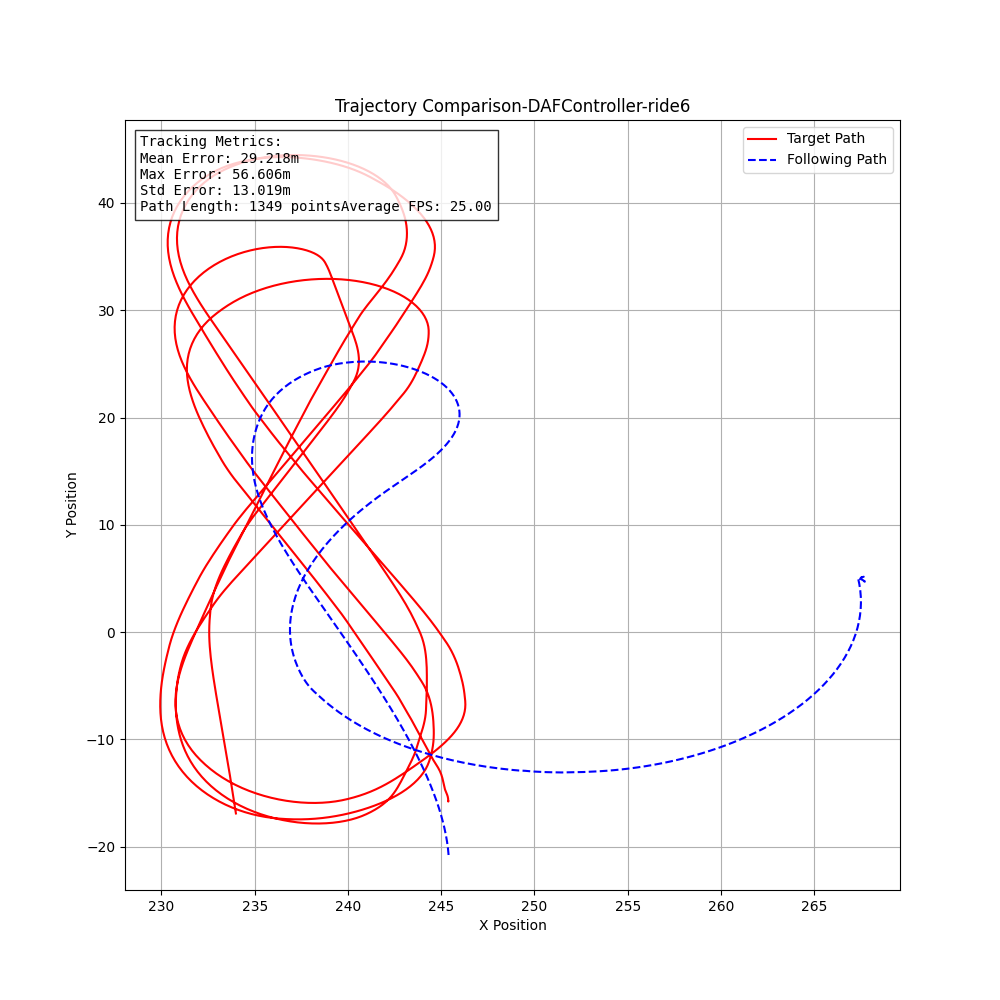 Trajectory Comparison-DAFController-ride6
Tracking Metrics:
Mean Error: 29.218m
Max Error: 56.606m
Std Error: 13.019m
Path Length: 1349 pointsAverage FPS: 25.00
Target Path
Following Path
Y Position
40
30
20
10
0
−10
−20
230
235
240
245
250
255
260
265
X Position